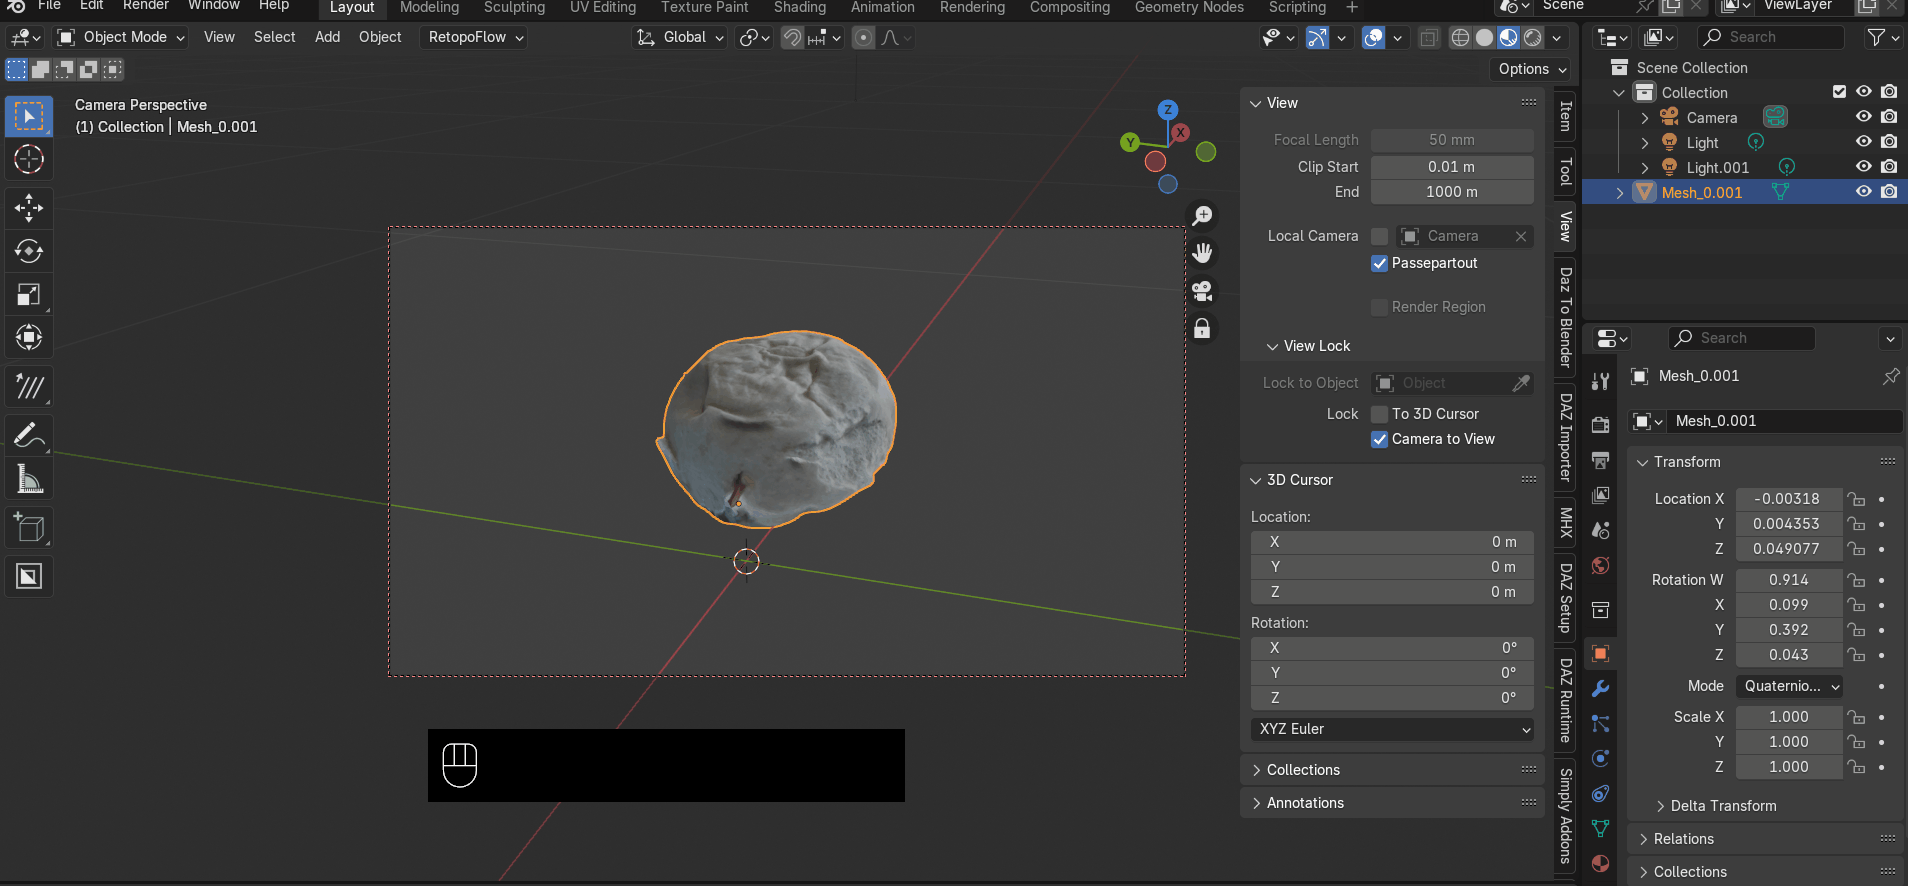 File Edit Render Window Help Layout Modeling Sculpting UV Editing Texture Paint Shading Animation Rendering Compositing Geometry Nodes Scripting + Scene ViewLayer
Object Mode View Select Add Object RetopoFlow Global Search
Options
Camera Perspective
(1) Collection | Mesh_0.001
Z
X
Y
View
Focal Length 50 mm
Clip Start 0.01 m
End 1000 m
Local Camera Camera
Passepartout
Render Region
View Lock
Lock to Object Object
Lock To 3D Cursor
Camera to View
3D Cursor
Location:
X 0 m
Y 0 m
Z 0 m
Rotation:
X 0°
Y 0°
Z 0°
XYZ Euler
Collections
Annotations
Item
Tool
View
Daz To Blender
DAZ Importer
MHX
DAZ Setup
DAZ Runtime
Simply Addons
Scene Collection
Collection
Camera
Light
Light.001
Mesh_0.001
Search
Mesh_0.001
Mesh_0.001
Transform
Location X -0.00318
Y 0.004353
Z 0.049077
Rotation W 0.914
X 0.099
Y 0.392
Z 0.043
Mode Quaternio...
Scale X 1.000
Y 1.000
Z 1.000
Delta Transform
Relations
Collections